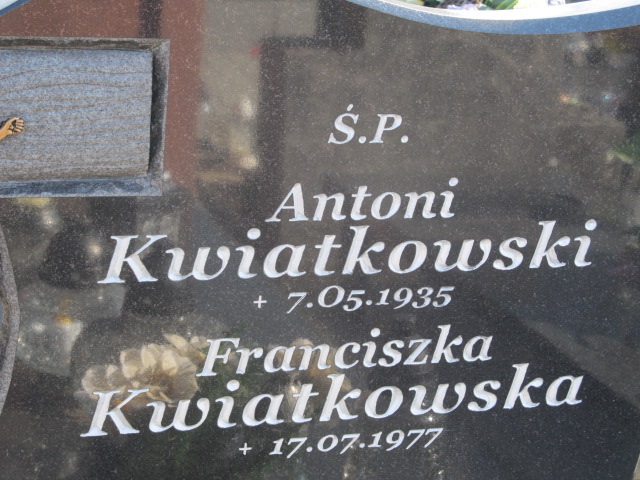 Ś.P.
Antoni
Kwiatkowski
+ 7.05.1935
Franciszka
Kwiatkowska
+ 17.07.1977